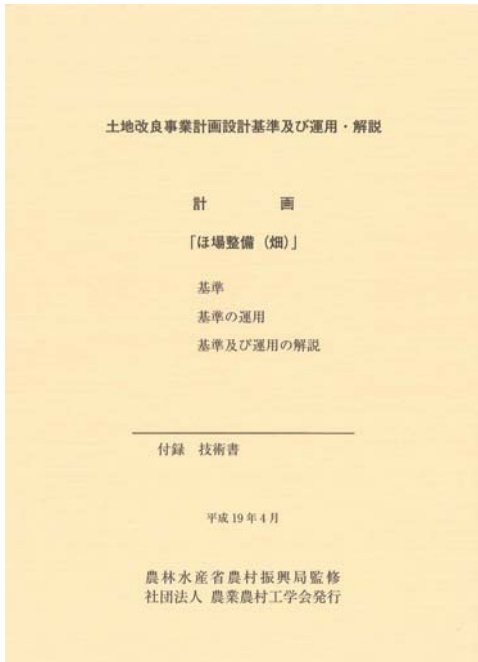 土地改良事業計画設計基準及び運用・解説
計　　画
「ほ場整備（畑）」
基準
基準の運用
基準及び運用の解説
付録　技術書
平成19年4月
農林水産省農村振興局監修
社団法人　農業農村工学会発行